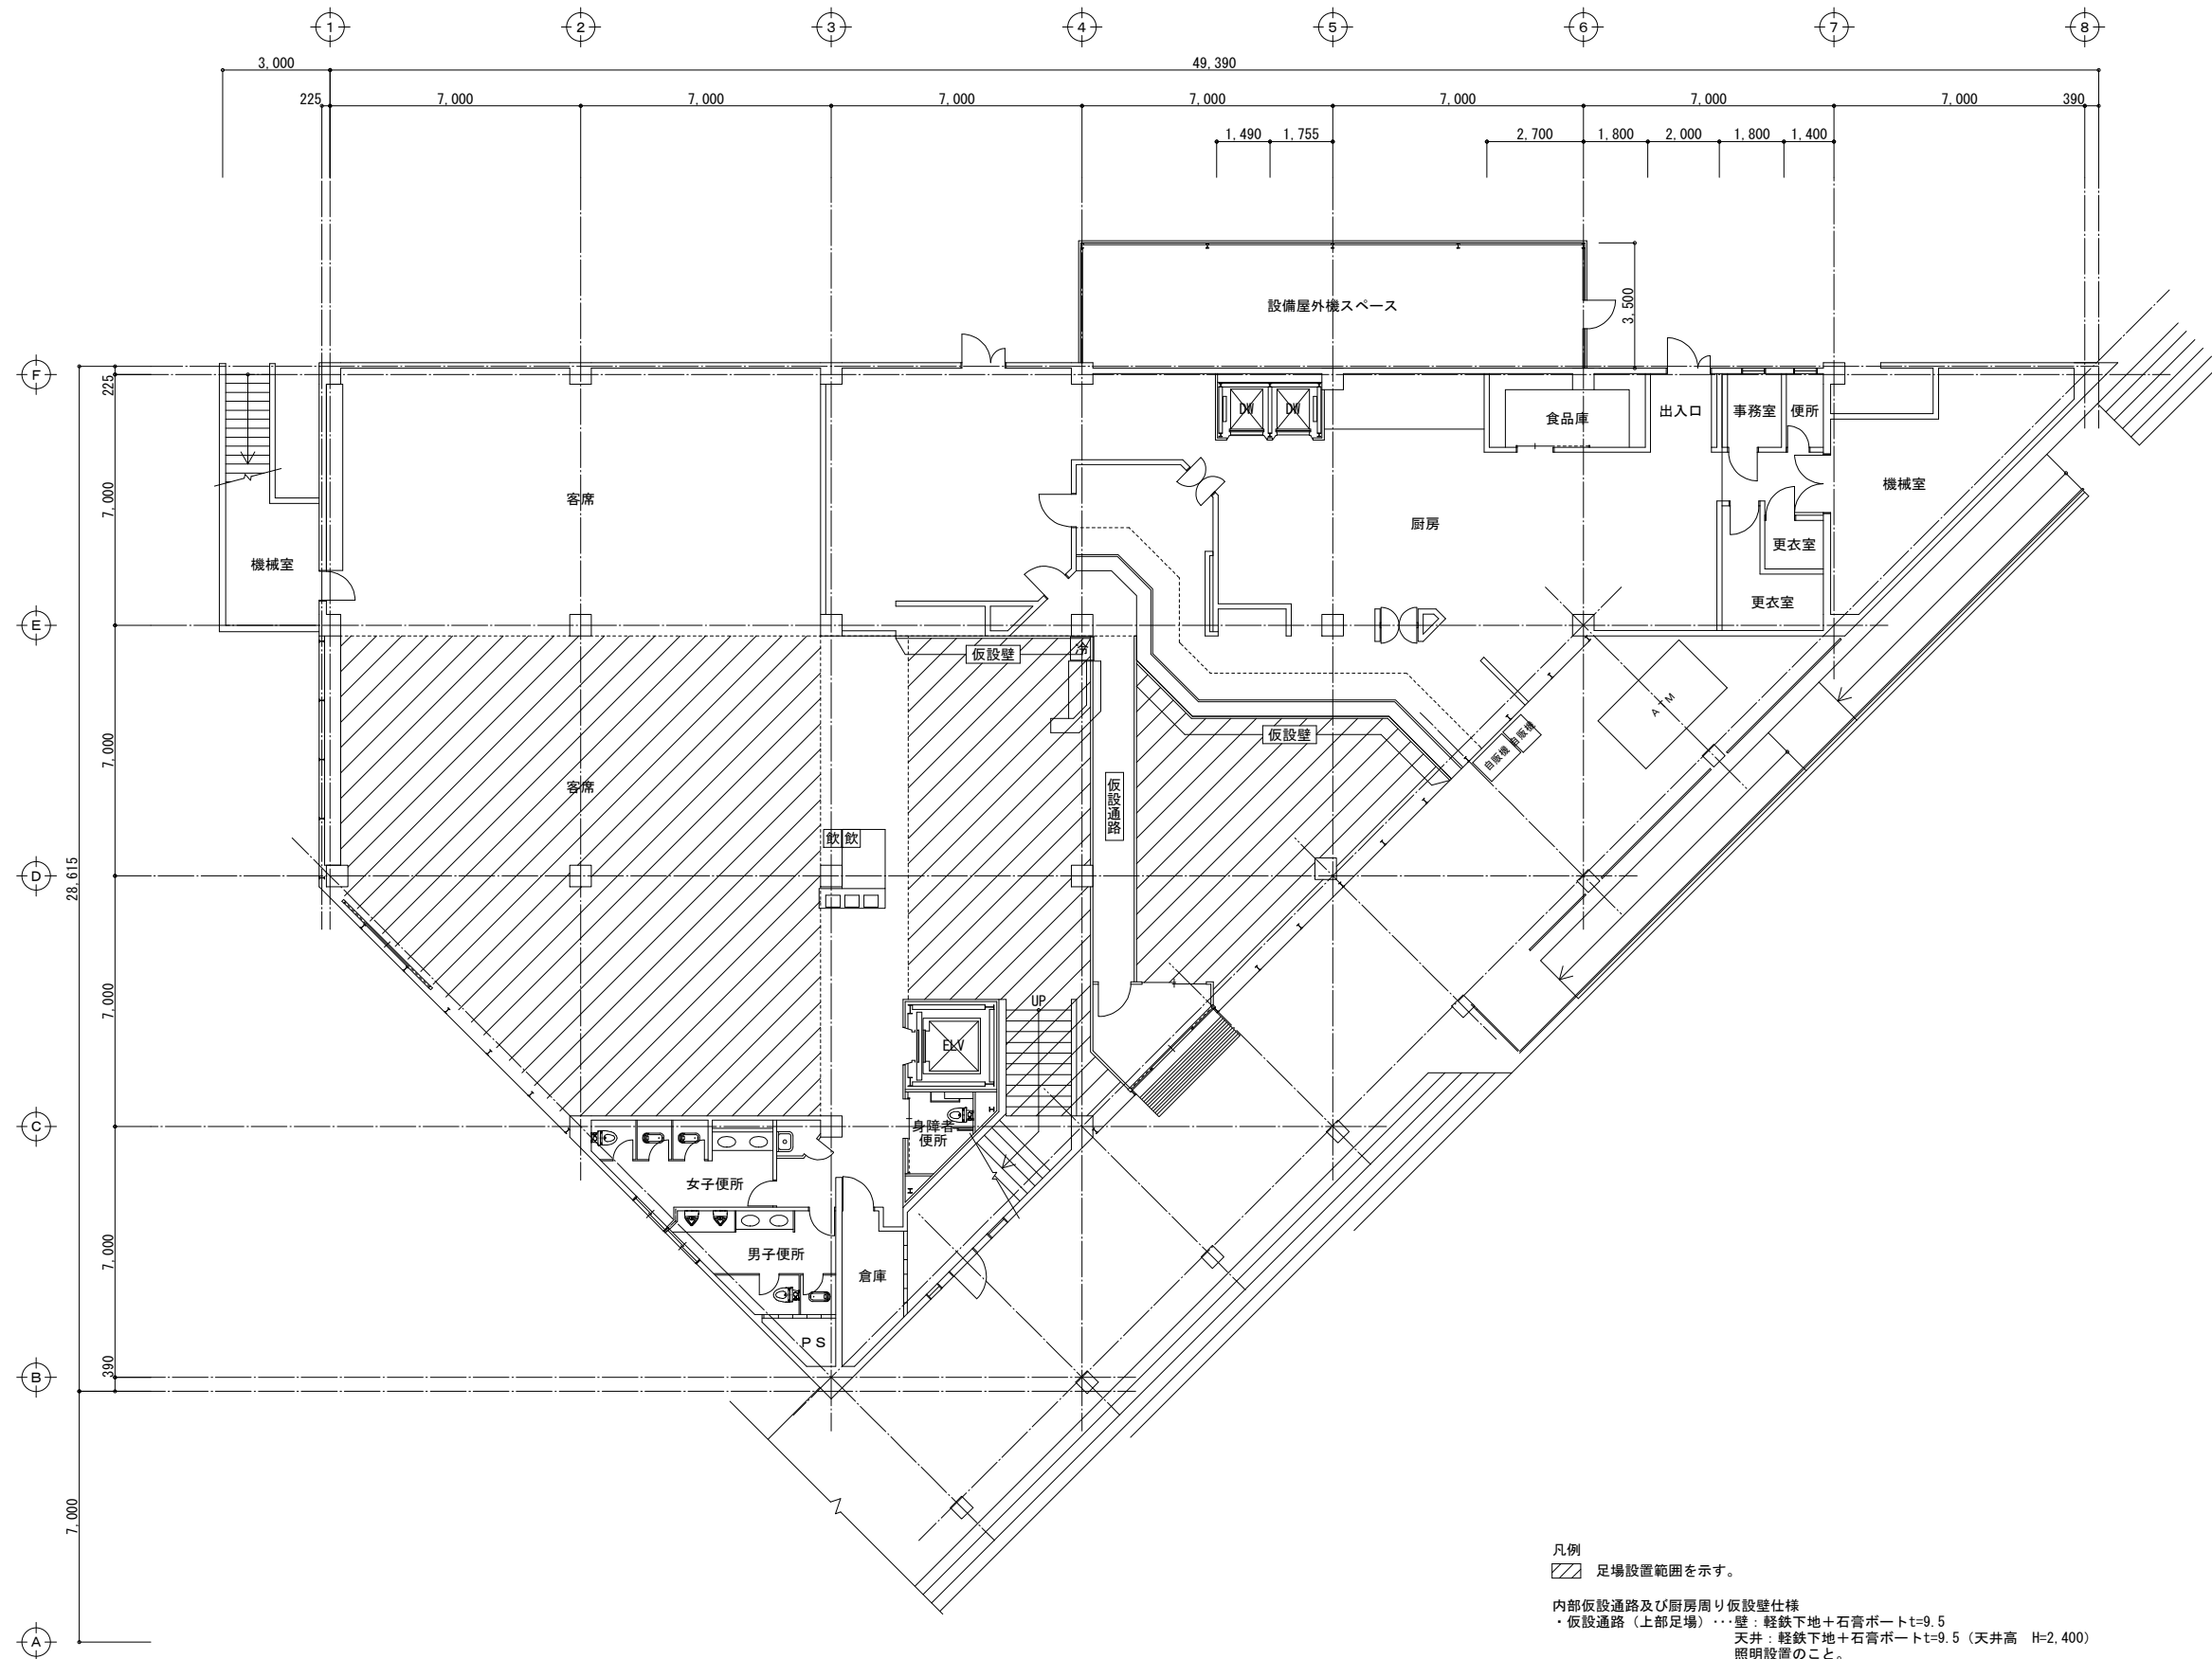 1 2 3 4 5 6 7 8
3,000 49,390
225 7,000 7,000 7,000 7,000 7,000 7,000 7,000 390
1,490 1,755 2,700 1,800 2,000 1,800 1,400
設備屋外機スペース
3,500
F
225
DW DW
食品庫
出入口
事務室
便所
客席
7,000
厨房
機械室
機械室
更衣室
更衣室
E
仮設壁
冷
ATM
仮設壁
自販機
自販機
7,000
客席
仮設通路
飲飲
D
28,615
7,000
UP
ELV
C
身障者
便所
女子便所
7,000
男子便所
倉庫
PS
390
B
7,000
A
凡例
足場設置範囲を示す。
内部仮設通路及び厨房周り仮設壁仕様
・仮設通路（上部足場）･･･壁：軽鉄下地＋石膏ボートt=9.5
天井：軽鉄下地＋石膏ボートt=9.5（天井高 H=2,400）
照明設置のこと。